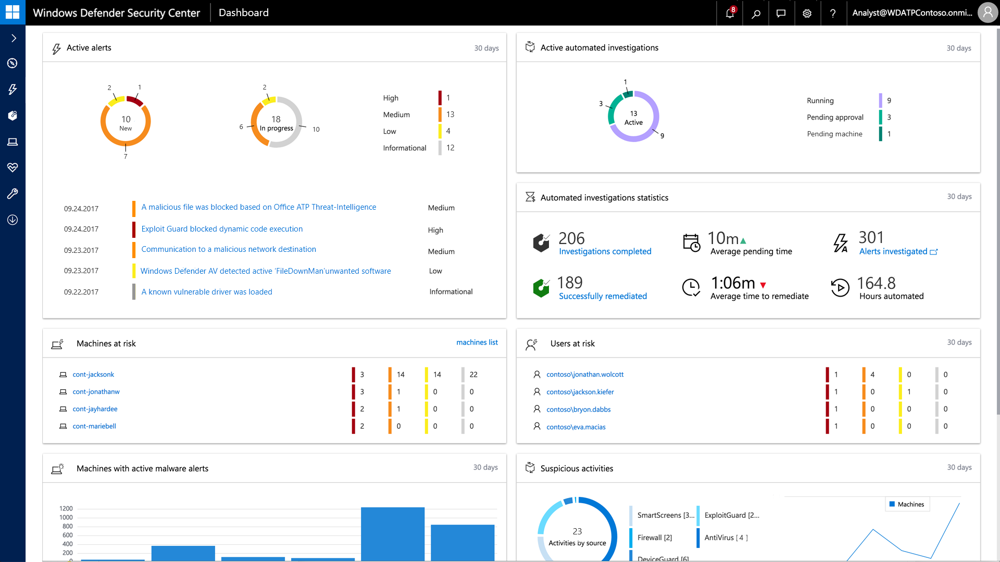 Windows Defender Security Center
Dashboard
8
Analyst@WDATPContoso.onmi...
Active alerts
30 days
2
1
10
New
7
2
18
In progress
6
10
High 1
Medium 13
Low 4
Informational 12
09.24.2017 A malicious file was blocked based on Office ATP Threat-Intelligence Medium
09.24.2017 Exploit Guard blocked dynamic code execution High
09.23.2017 Communication to a malicious network destination Medium
09.23.2017 Windows Defender AV detected active ‘FileDownMan’unwanted software Low
09.22.2017 A known vulnerable driver was loaded Informational
Active automated investigations
30 days
1
3
13
Active
9
Running 9
Pending approval 3
Pending machine 1
Automated investigations statistics
30 days
206
Investigations completed
10m
Average pending time
301
Alerts investigated
189
Successfully remediated
1:06m
Average time to remediate
164.8
Hours automated
Machines at risk
machines list
cont-jacksonk 3 14 14 22
cont-jonathanw 3 1 0 0
cont-jayhardee 2 1 0 0
cont-mariebell 2 0 0 0
Users at risk
30 days
contoso\jonathan.wolcott 1 4 0 0
contoso\jackson.kiefer 1 0 1 0
contoso\bryon.dabbs 1 0 0 0
contoso\eva.macias 1 0 0 0
Machines with active malware alerts
30 days
1200
1000
800
600
400
200
0
Suspicious activities
30 days
23
Activities by source
SmartScreens [3...
ExploitGuard [2...
Firewall [2]
AntiVirus [ 4 ]
DeviceGuard [6]
Machines